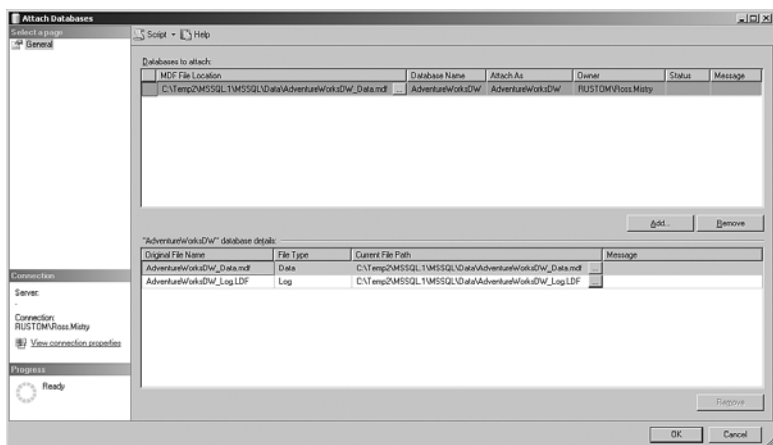 Attach Databases
Select a page
General
Script
Help
Databases to attach:
MDF File Location Database Name Attach As Owner Status Message
C:\Temp2\MSSQL.1\MSSQL\Data\AdventureWorksDW_Data.mdf ... AdventureWorksDW AdventureWorksDW RUSTOM\Ross.Mistry
Add... Remove
"AdventureWorksDW" database details:
Original File Name File Type Current File Path Message
AdventureWorksDW_Data.mdf Data C:\Temp2\MSSQL.1\MSSQL\Data\AdventureWorksDW_Data.mdf ...
AdventureWorksDW_Log.LDF Log C:\Temp2\MSSQL.1\MSSQL\Data\AdventureWorksDW_Log.LDF ...
Connection
Server:
.
Connection:
RUSTOM\Ross.Mistry
View connection properties
Progress
Ready
Remove
OK Cancel